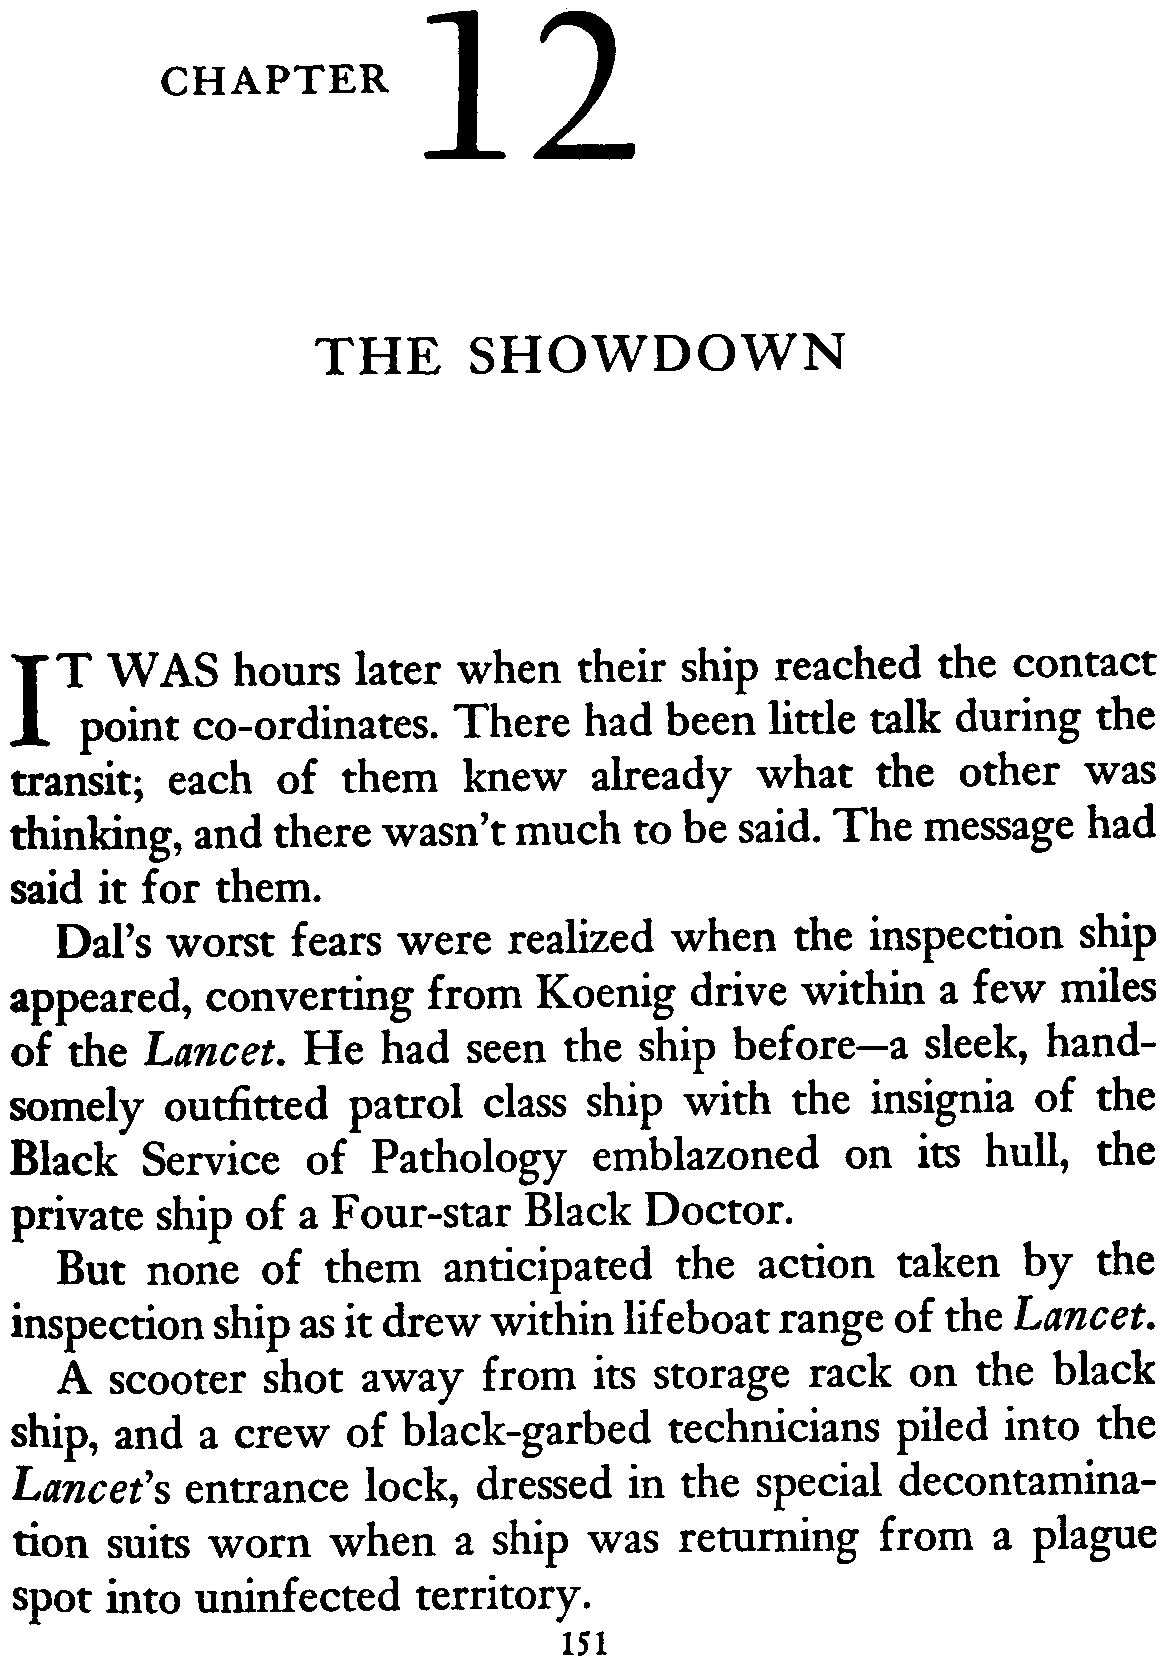 CHAPTER 12
THE SHOWDOWN
IT WAS hours later when their ship reached the contact
point co-ordinates. There had been little talk during the
transit; each of them knew already what the other was
thinking, and there wasn't much to be said. The message had
said it for them.
Dal's worst fears were realized when the inspection ship
appeared, converting from Koenig drive within a few miles
of the Lancet. He had seen the ship before—a sleek, hand-
somely outfitted patrol class ship with the insignia of the
Black Service of Pathology emblazoned on its hull, the
private ship of a Four-star Black Doctor.
But none of them anticipated the action taken by the
inspection ship as it drew within lifeboat range of the Lancet.
A scooter shot away from its storage rack on the black
ship, and a crew of black-garbed technicians piled into the
Lancet's entrance lock, dressed in the special decontamina-
tion suits worn when a ship was returning from a plague
spot into uninfected territory.
151